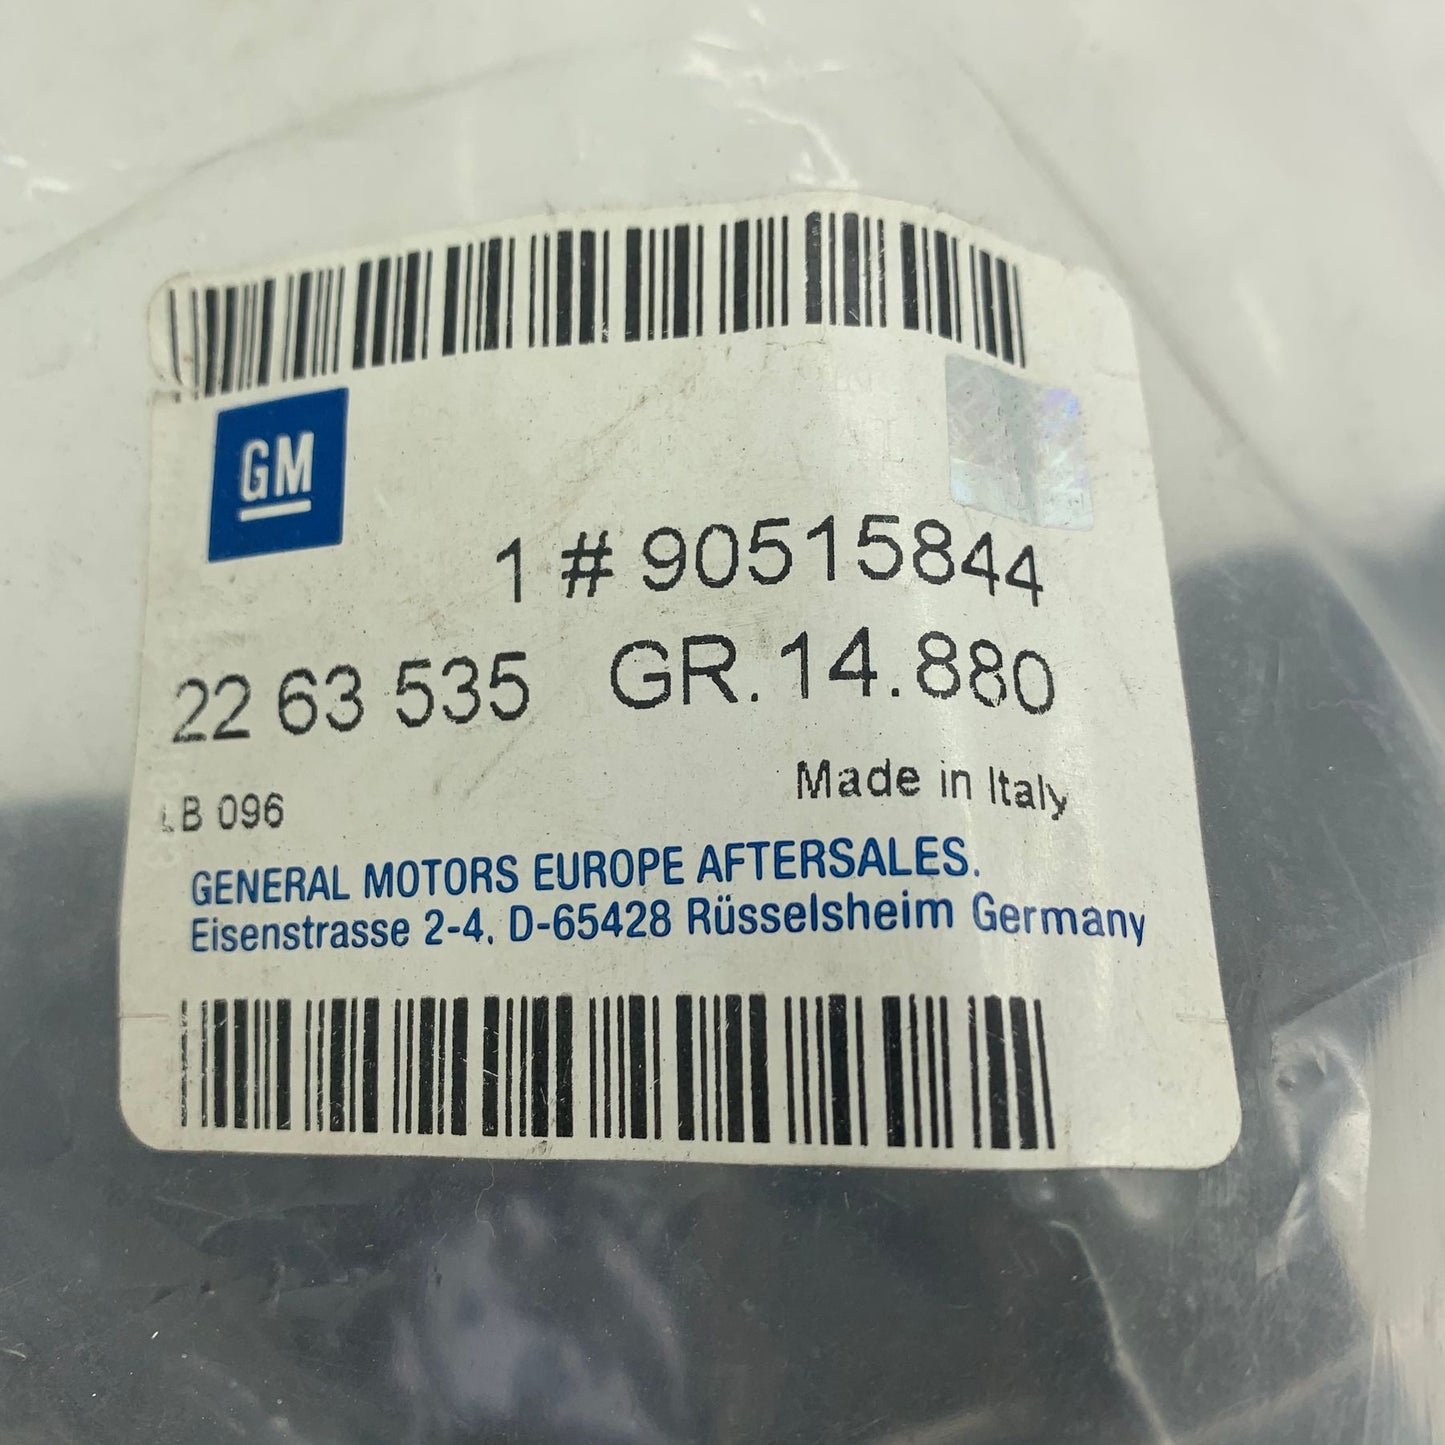 GM
1 # 90515844
22 63 535 GR.14.880
Made in Italy
LB 096
GENERAL MOTORS EUROPE AFTERSALES.
Eisenstrasse 2-4. D-65428 Rüsselsheim Germany